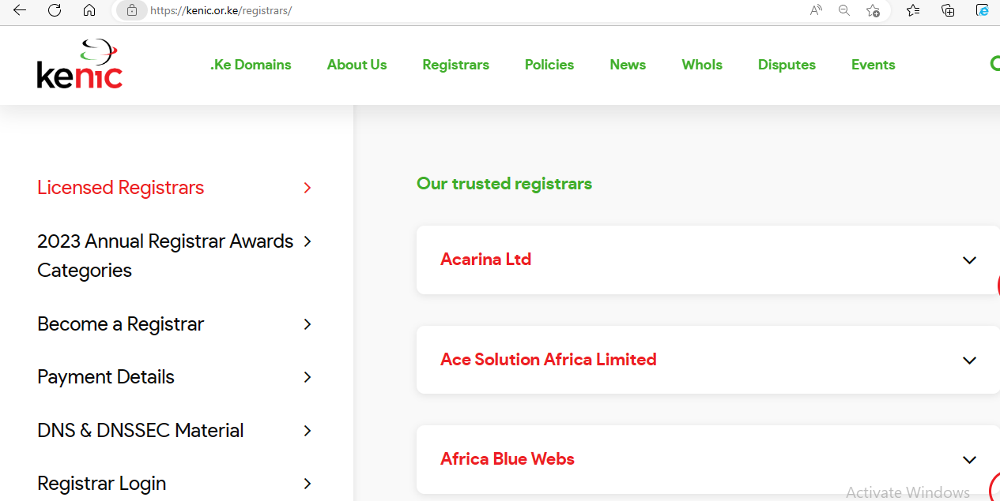 https://kenic.or.ke/registrars/
kenic
.Ke Domains About Us Registrars Policies News WhoIs Disputes Events
Licensed Registrars
2023 Annual Registrar Awards
Categories
Become a Registrar
Payment Details
DNS & DNSSEC Material
Registrar Login
Our trusted registrars
Acarina Ltd
Ace Solution Africa Limited
Africa Blue Webs
Activate Windows